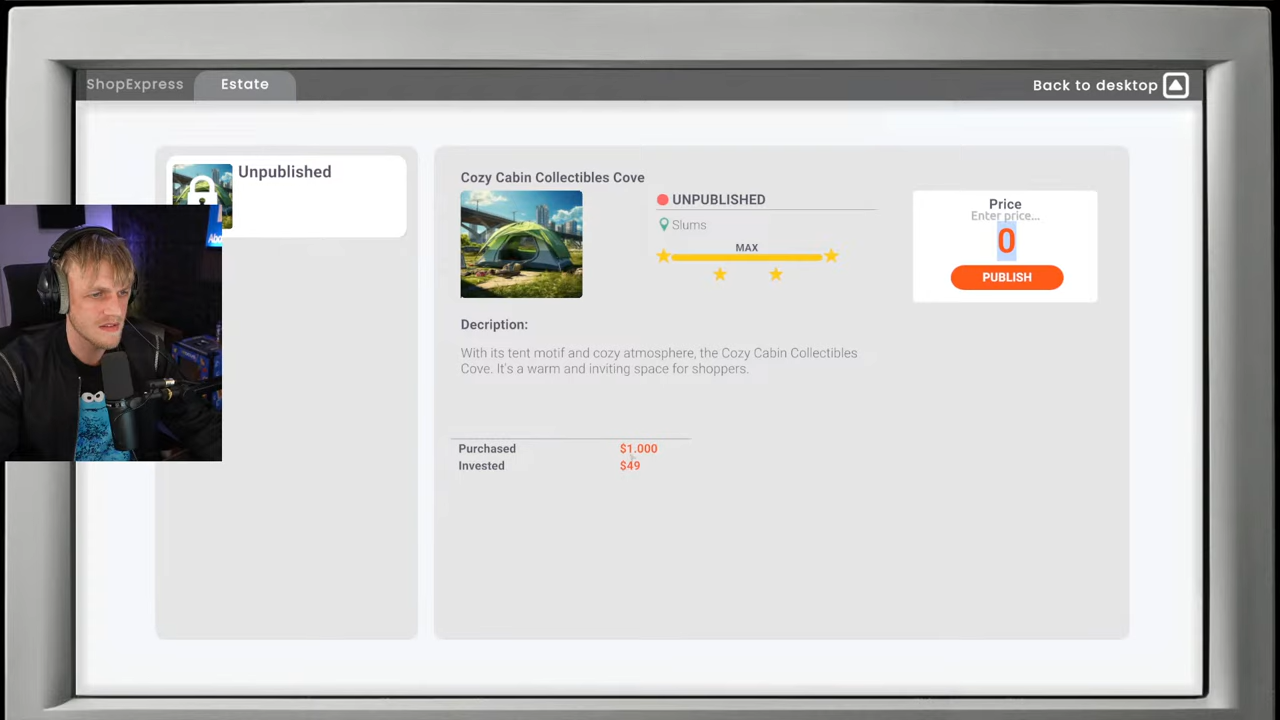 ShopExpress
Estate
Back to desktop
Unpublished
Cozy Cabin Collectibles Cove
UNPUBLISHED
Slums
MAX
Price
Enter price...
0
PUBLISH
Decription:
With its tent motif and cozy atmosphere, the Cozy Cabin Collectibles
Cove. It's a warm and inviting space for shoppers.
Purchased $1.000
Invested $49